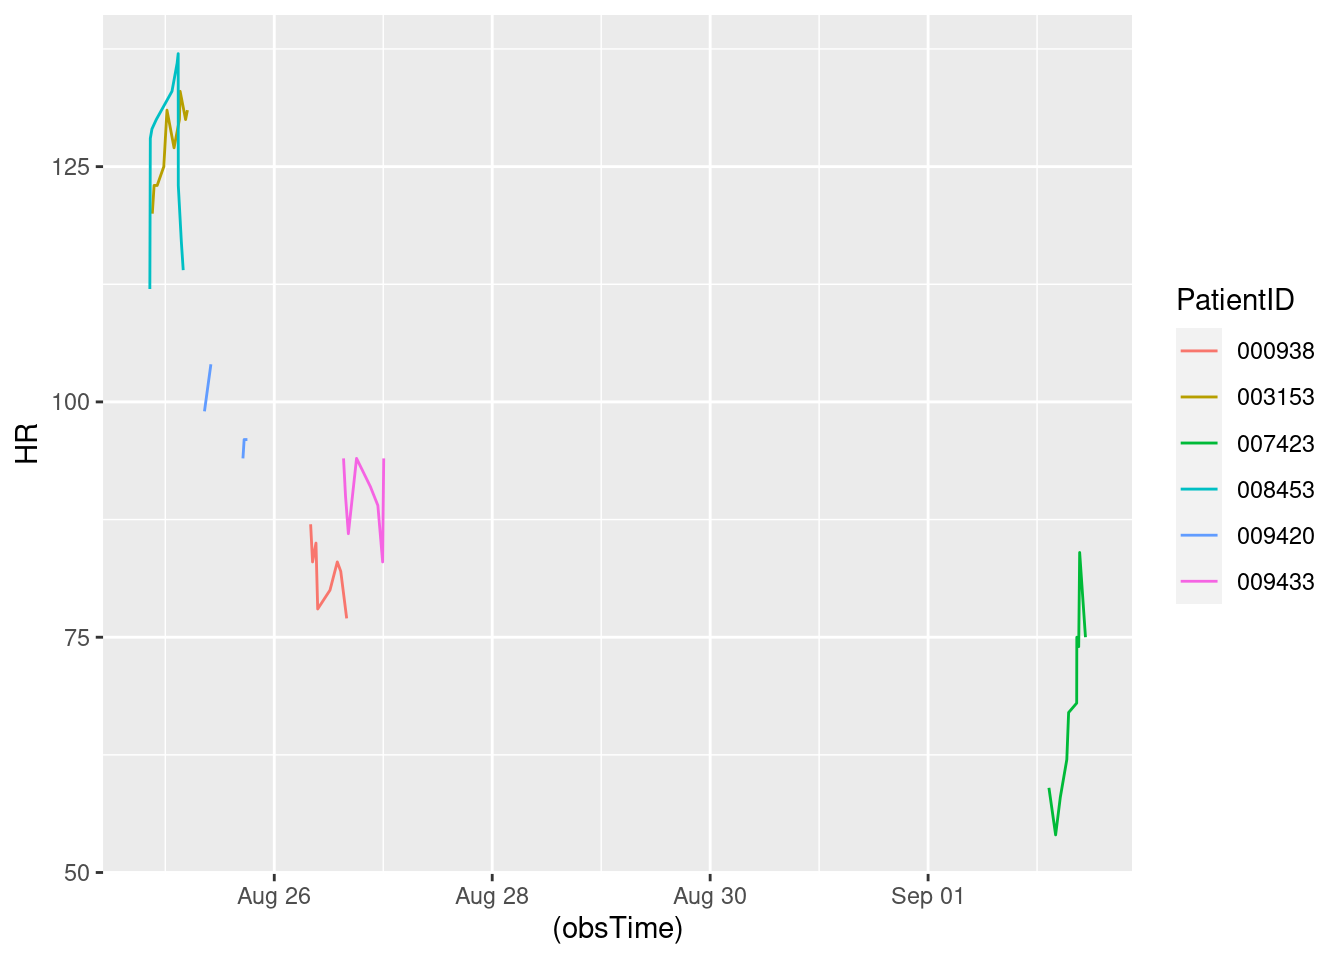 HR
125
100
75
50
Aug 26
Aug 28
Aug 30
Sep 01
(obsTime)
PatientID
000938
003153
007423
008453
009420
009433